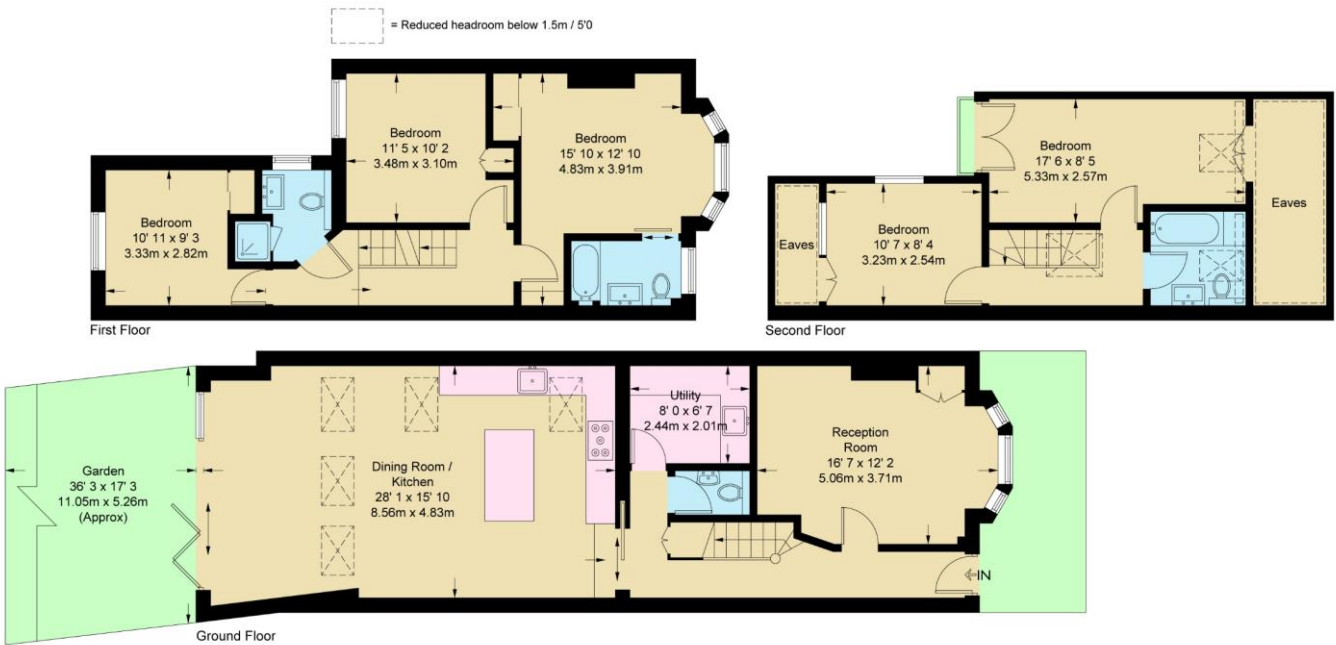 = Reduced headroom below 1.5m / 5'0
Bedroom
11' 5 x 10' 2
3.48m x 3.10m
Bedroom
15' 10 x 12' 10
4.83m x 3.91m
Bedroom
10' 11 x 9' 3
3.33m x 2.82m
First Floor
Bedroom
17' 6 x 8' 5
5.33m x 2.57m
Eaves
Bedroom
10' 7 x 8' 4
3.23m x 2.54m
Eaves
Second Floor
Garden
36' 3 x 17' 3
11.05m x 5.26m
(Approx)
Dining Room /
Kitchen
28' 1 x 15' 10
8.56m x 4.83m
Utility
8' 0 x 6' 7
2.44m x 2.01m
Reception
Room
16' 7 x 12' 2
5.06m x 3.71m
IN
Ground Floor